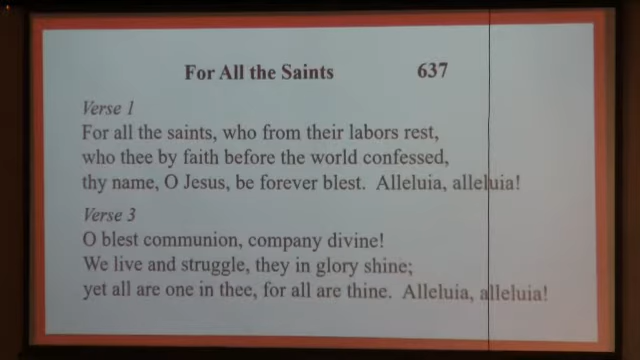 For All the Saints 637
Verse 1
For all the saints, who from their labors rest,
who thee by faith before the world confessed,
thy name, O Jesus, be forever blest. Alleluia, alleluia!
Verse 3
O blest communion, company divine!
We live and struggle, they in glory shine;
yet all are one in thee, for all are thine. Alleluia, alleluia!